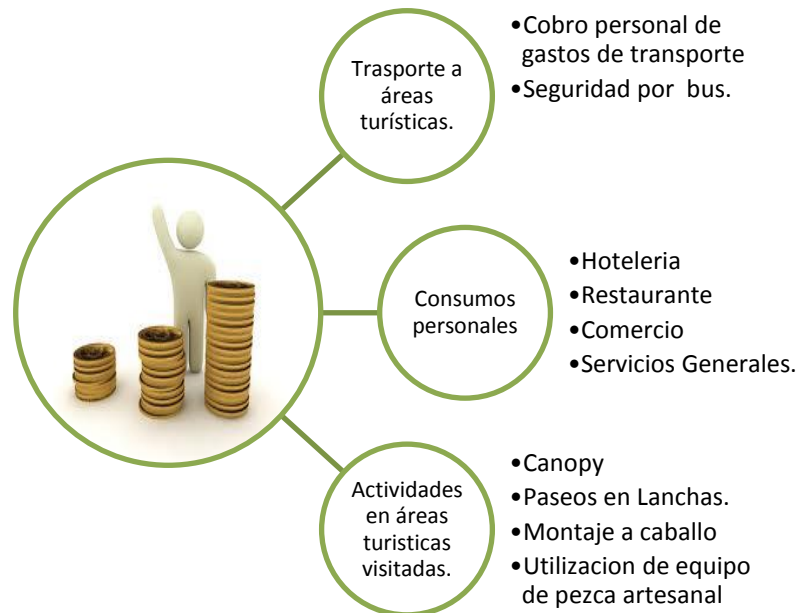 Trasporte a
áreas
turísticas.
•Cobro personal de
gastos de transporte
•Seguridad por bus.
Consumos
personales
•Hoteleria
•Restaurante
•Comercio
•Servicios Generales.
Actividades
en áreas
turisticas
visitadas.
•Canopy
•Paseos en Lanchas.
•Montaje a caballo
•Utilizacion de equipo
de pezca artesanal